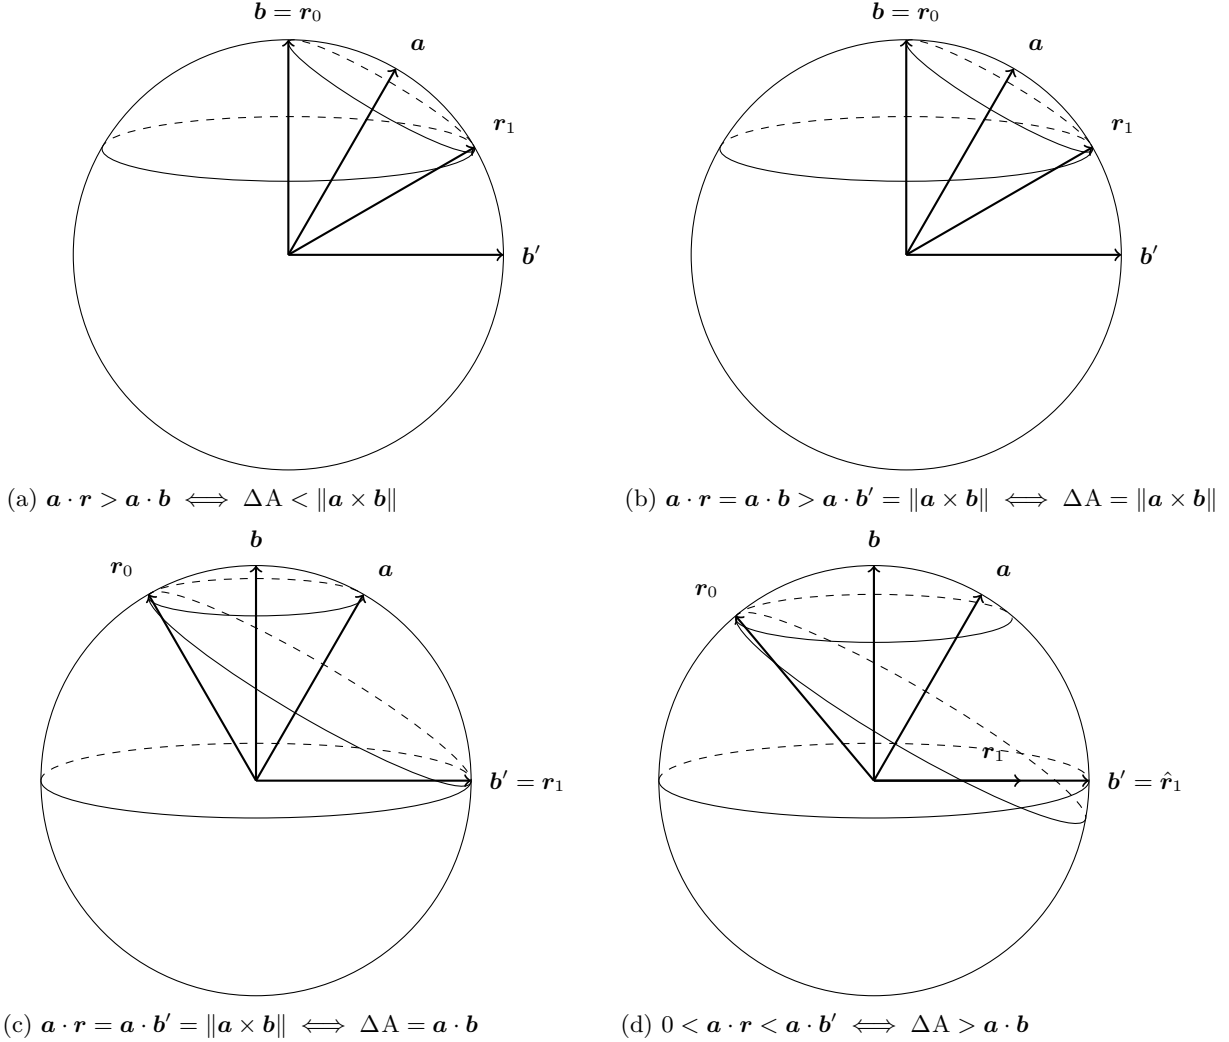 b = r₀
a
r₁
b′
(a) a · r > a · b ⟺ ΔA < ‖a × b‖
b = r₀
a
r₁
b′
(b) a · r = a · b > a · b′ = ‖a × b‖ ⟺ ΔA = ‖a × b‖
b
r₀
a
b′ = r₁
(c) a · r = a · b′ = ‖a × b‖ ⟺ ΔA = a · b
b
a
r₀
r₁
b′ = r̂₁
(d) 0 < a · r < a · b′ ⟺ ΔA > a · b